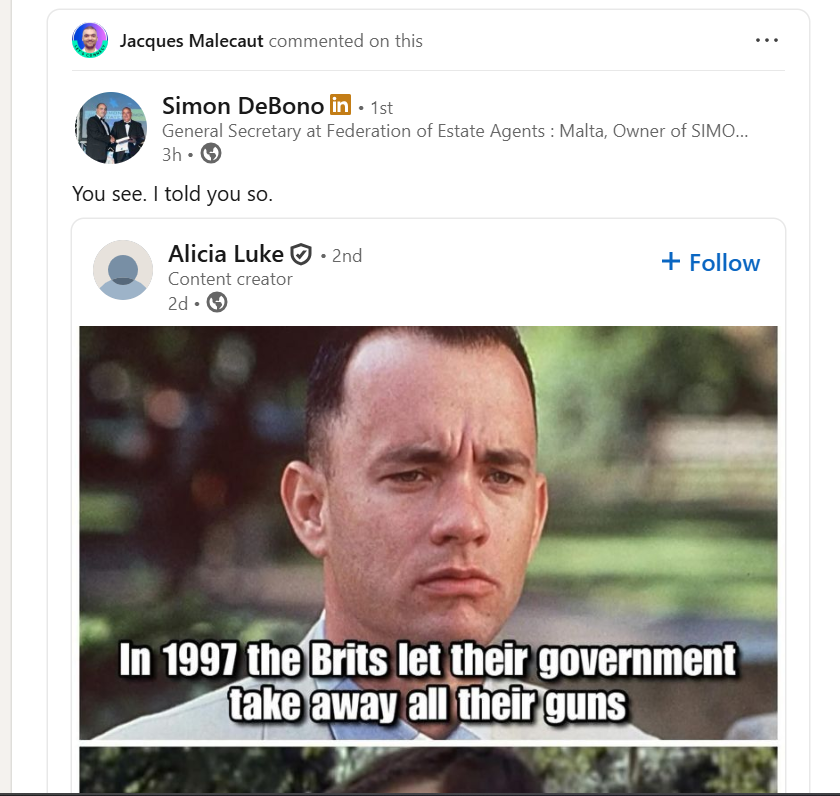 Jacques Malecaut commented on this
Simon DeBono in • 1st
General Secretary at Federation of Estate Agents : Malta, Owner of SIMO...
3h •
You see. I told you so.
Alicia Luke • 2nd
+ Follow
Content creator
2d •
In 1997 the Brits let their government
take away all their guns